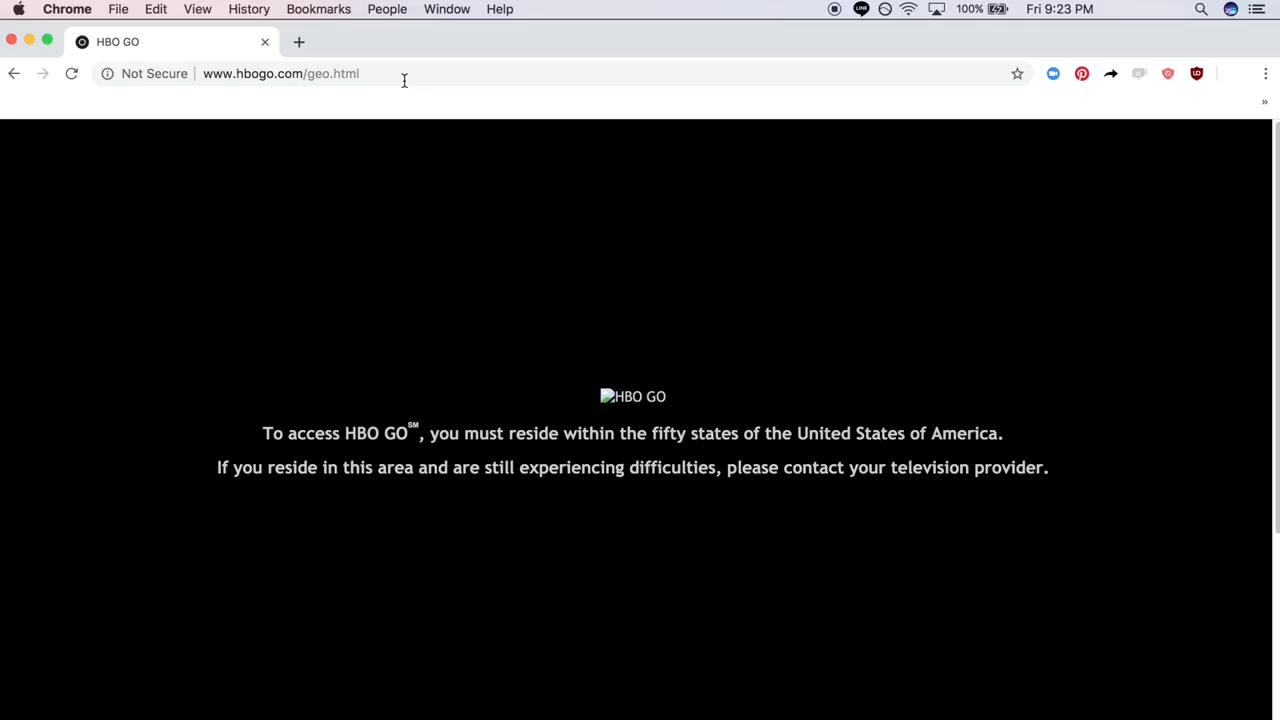 Chrome File Edit View History Bookmarks People Window Help LINE 100% Fri 9:23 PM
HBO GO
Not Secure www.hbogo.com/geo.html
HBO GO
To access HBO GO℠, you must reside within the fifty states of the United States of America.
If you reside in this area and are still experiencing difficulties, please contact your television provider.